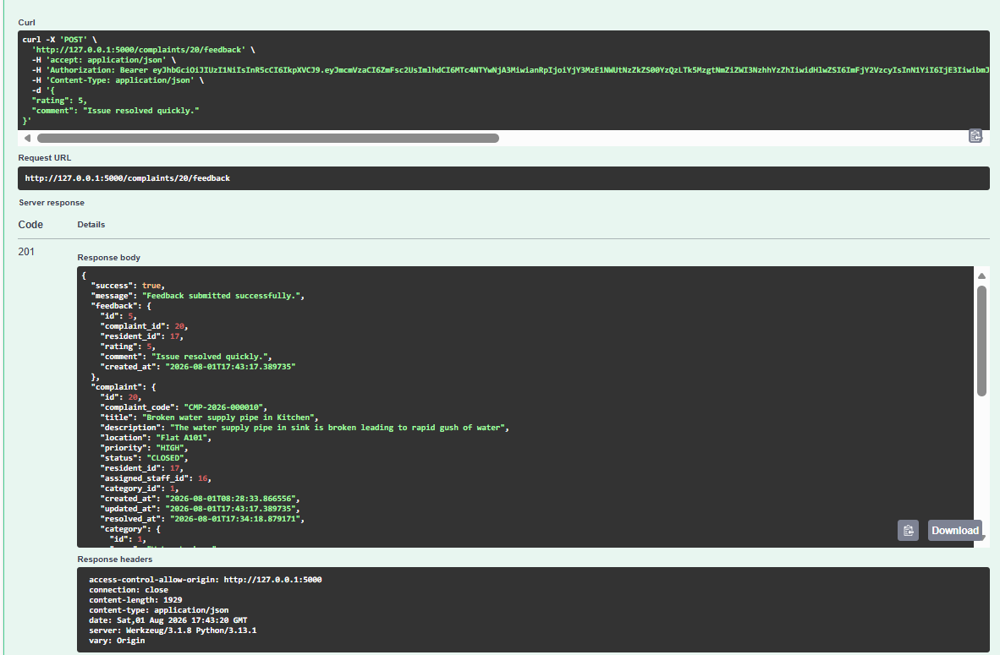 Curl
curl -X 'POST' \
'http://127.0.0.1:5000/complaints/20/feedback' \
-H 'accept: application/json' \
-H 'Authorization: Bearer
-H 'Content-Type: application/json' \
-d '{
"rating": 5,
"comment": "Issue resolved quickly."
}'
Request URL
http://127.0.0.1:5000/complaints/20/feedback
Server response
Code Details
201
Response body
{
"success": true,
"message": "Feedback submitted successfully.",
"feedback": {
"id": 5,
"complaint_id": 20,
"resident_id": 17,
"rating": 5,
"comment": "Issue resolved quickly.",
"created_at": "2026-08-01T17:43:17.389735"
},
"complaint": {
"id": 20,
"complaint_code": "CMP-2026-000010",
"title": "Broken water supply pipe in Kitchen",
"description": "The water supply pipe in sink is broken leading to rapid gush of water",
"location": "Flat A101",
"priority": "HIGH",
"status": "CLOSED",
"resident_id": 17,
"assigned_staff_id": 16,
"category_id": 1,
"created_at": "2026-08-01T08:28:33.866556",
"updated_at": "2026-08-01T17:43:17.389735",
"resolved_at": "2026-08-01T17:34:18.879171",
"category": {
"id": 1,
Download
Response headers
access-control-allow-origin: http://127.0.0.1:5000
connection: close
content-length: 1929
content-type: application/json
date: Sat,01 Aug 2026 17:43:20 GMT
server: Werkzeug/3.1.8 Python/3.13.1
vary: Origin